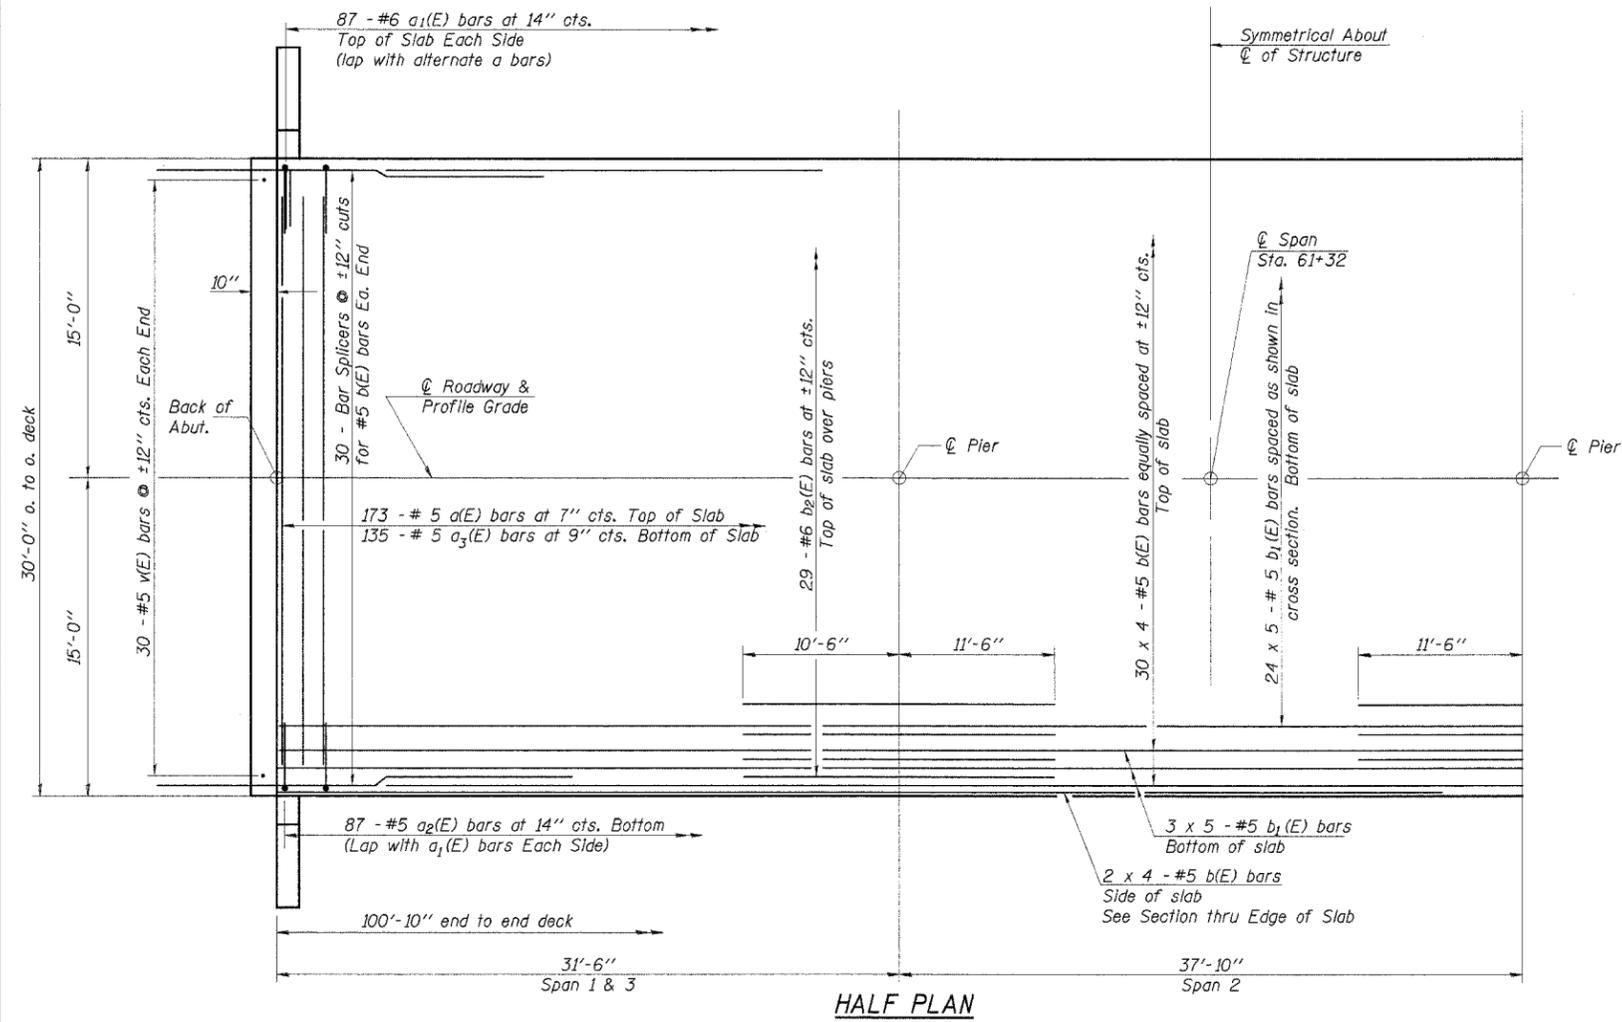 87 - #6 a1(E) bars at 14" cts.
Top of Slab Each Side
(lap with alternate a bars)
Symmetrical About
℄ of Structure
15'-0"
15'-0"
30'-0" o. to o. deck
30 - #5 v(E) bars @ ±12" cts. Each End
10"
Back of
Abut.
30 - Bar Splicers @ ±12" cuts
for #5 b(E) bars Ea. End
℄ Roadway &
Profile Grade
173 - # 5 a(E) bars at 7" cts. Top of Slab
135 - # 5 a3(E) bars at 9" cts. Bottom of Slab
29 - #6 b2(E) bars at ±12" cts.
Top of slab over piers
℄ Pier
30 x 4 - #5 b(E) bars equally spaced at ±12" cts.
Top of slab
℄ Span
Sta. 61+32
24 x 5 - # 5 b1(E) bars spaced as shown in
cross section. Bottom of slab
℄ Pier
10'-6"
11'-6"
11'-6"
87 - #5 a2(E) bars at 14" cts. Bottom
(Lap with a1(E) bars Each Side)
3 x 5 - #5 b1(E) bars
Bottom of slab
2 x 4 - #5 b(E) bars
Side of slab
See Section thru Edge of Slab
100'-10" end to end deck
31'-6"
Span 1 & 3
37'-10"
Span 2
HALF PLAN